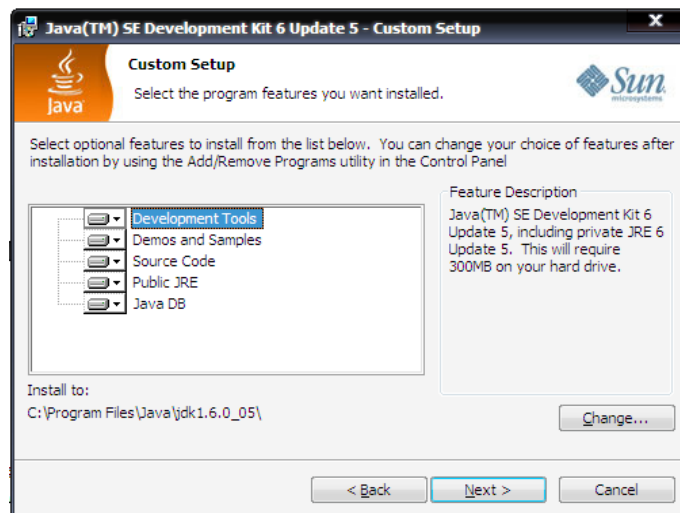 Java(TM) SE Development Kit 6 Update 5 - Custom Setup
X
Java
Custom Setup
Select the program features you want installed.
Sun
microsystems
Select optional features to install from the list below. You can change your choice of features after
installation by using the Add/Remove Programs utility in the Control Panel
Development Tools
Demos and Samples
Source Code
Public JRE
Java DB
Feature Description
Java(TM) SE Development Kit 6
Update 5, including private JRE 6
Update 5. This will require
300MB on your hard drive.
Install to:
C:\Program Files\Java\jdk1.6.0_05\
Change...
< Back
Next >
Cancel